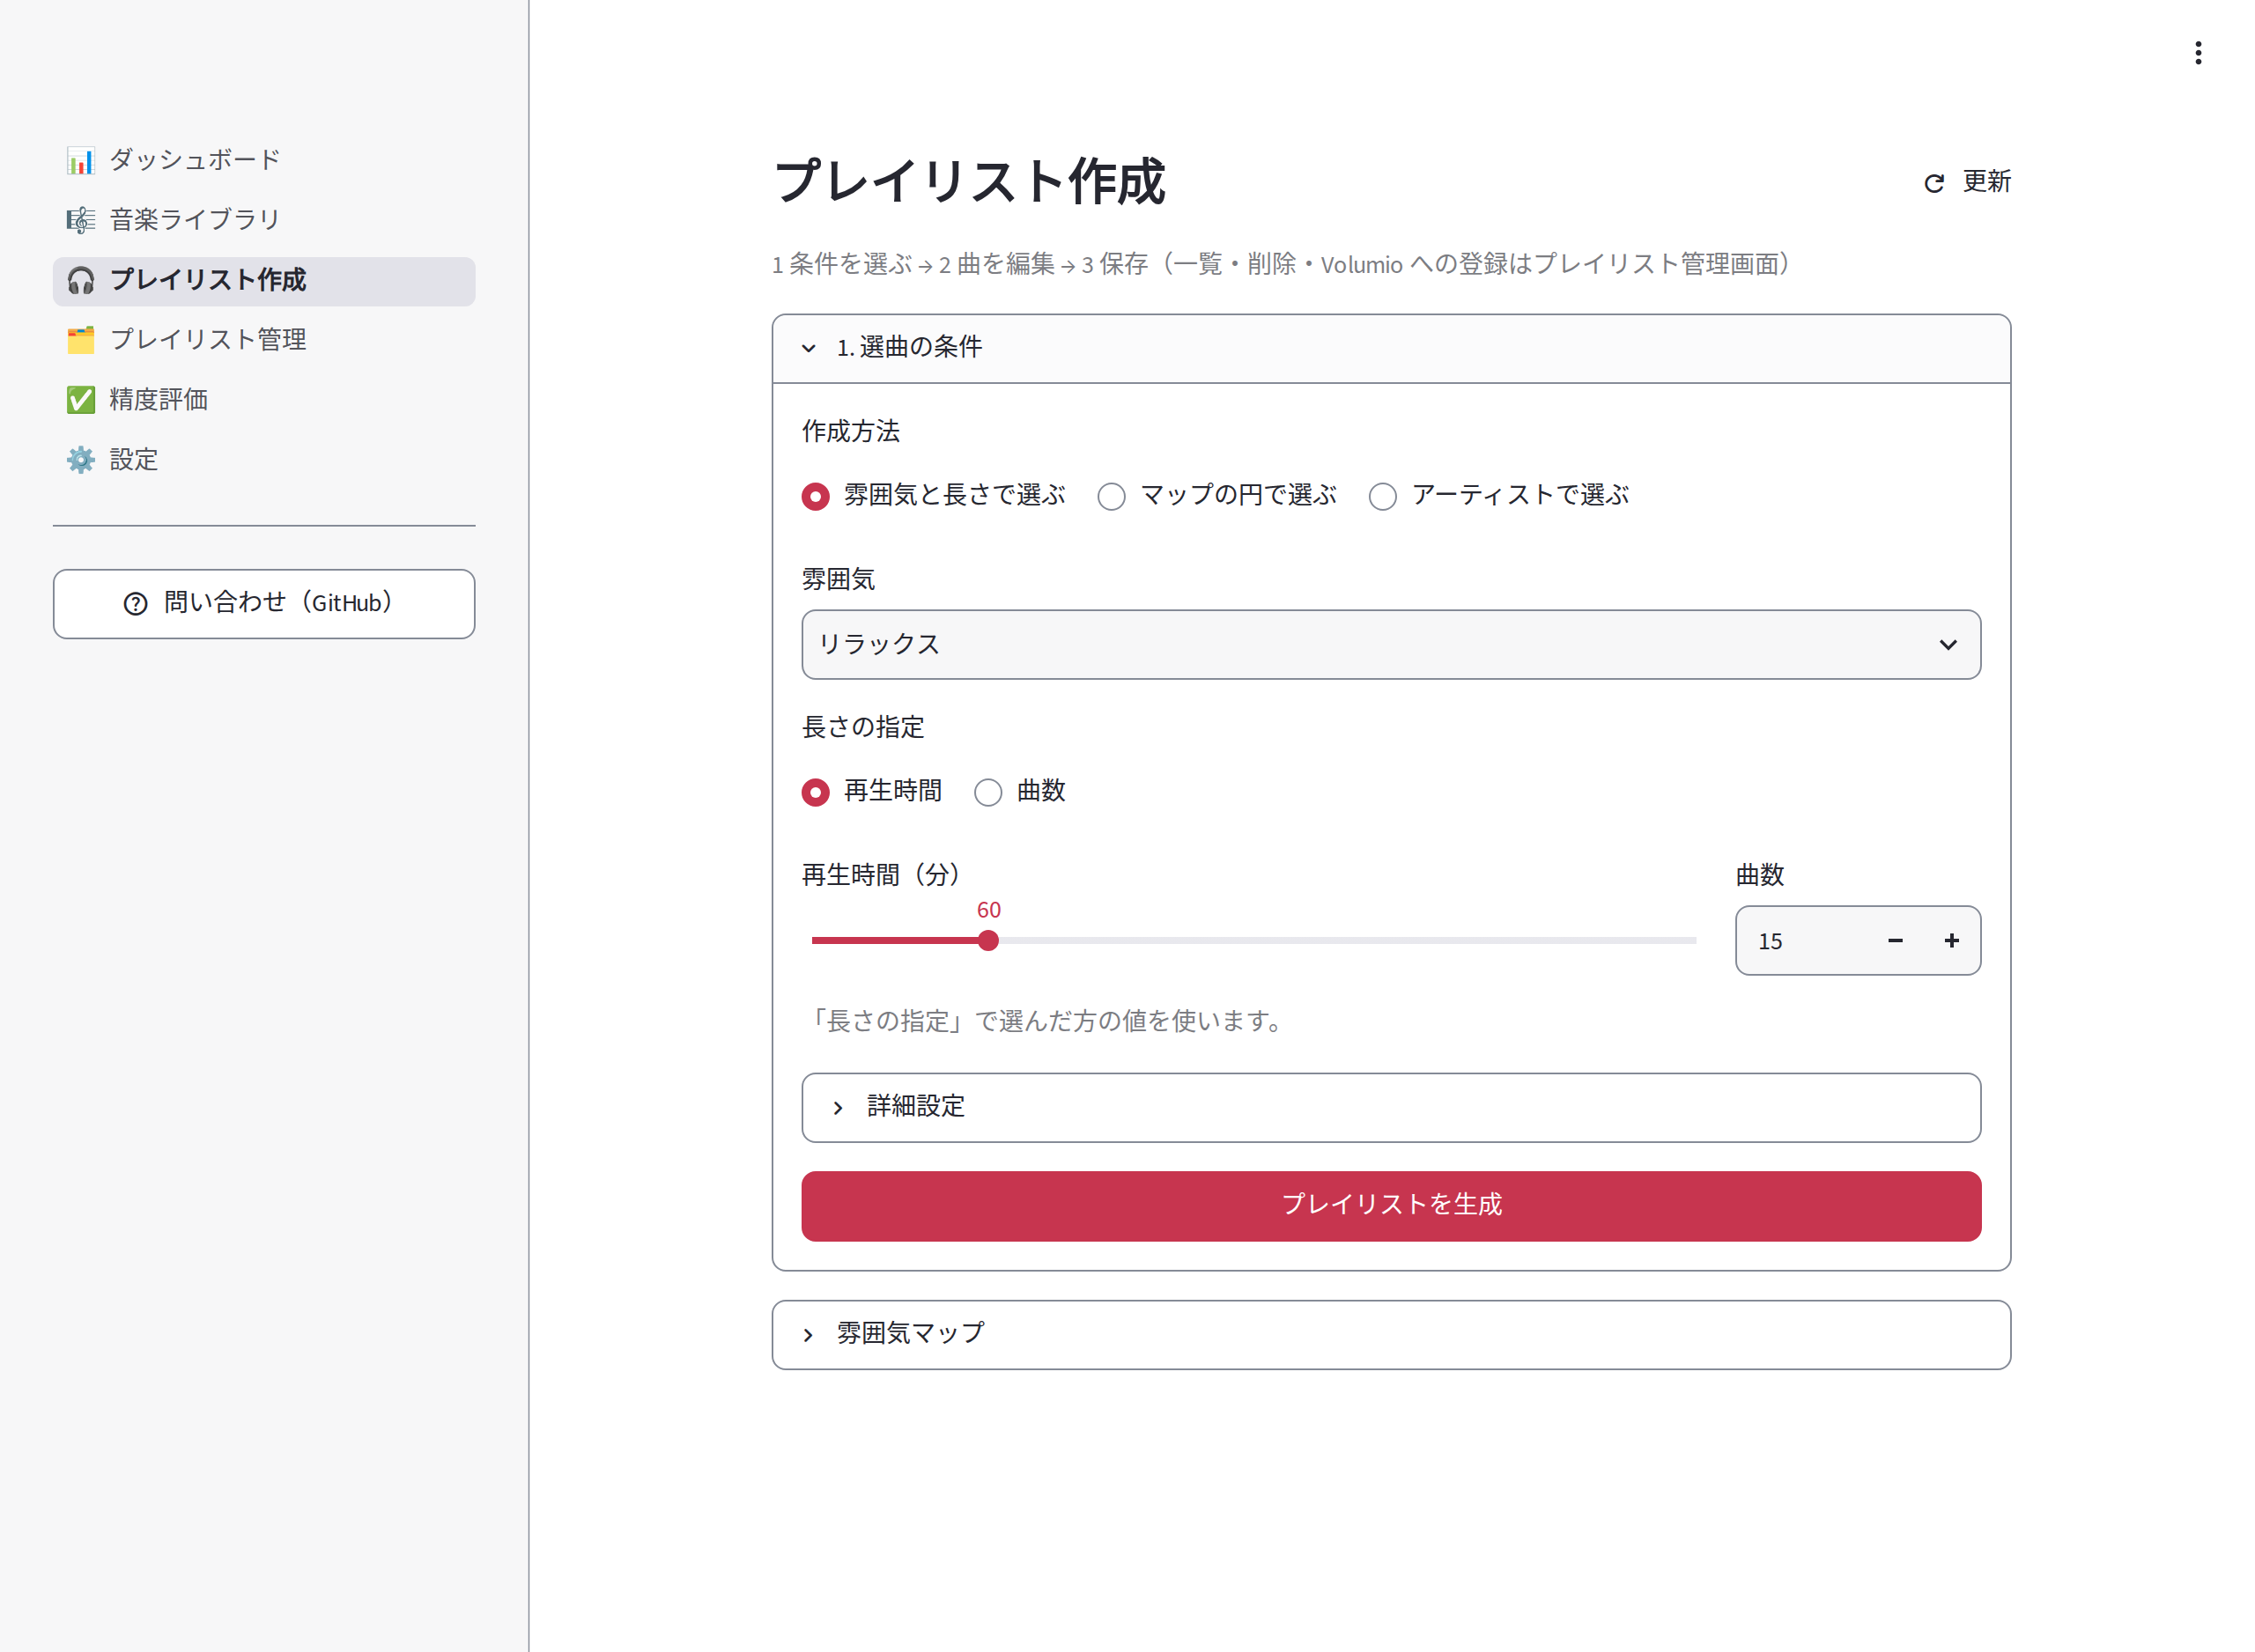 ダッシュボード
音楽ライブラリ
プレイリスト作成
プレイリスト管理
精度評価
設定
問い合わせ（GitHub）
プレイリスト作成
更新
1 条件を選ぶ → 2 曲を編集 → 3 保存（一覧・削除・Volumio への登録はプレイリスト管理画面）
1. 選曲の条件
作成方法
雰囲気と長さで選ぶ マップの円で選ぶ アーティストで選ぶ
雰囲気
リラックス
長さの指定
再生時間 曲数
再生時間（分） 曲数
60
15
「長さの指定」で選んだ方の値を使います。
詳細設定
プレイリストを生成
雰囲気マップ